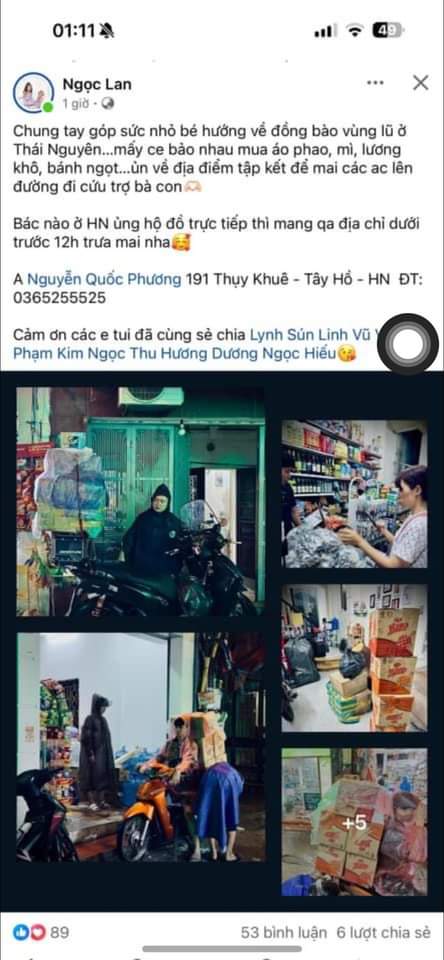 01:11
49
Ngọc Lan
1 giờ
Chung tay góp sức nhỏ bé hướng về đồng bào vùng lũ ở
Thái Nguyên...mấy ce bảo nhau mua áo phao, mì, lương
khô, bánh ngọt...ủn về địa điểm tập kết để mai các ac lên
đường đi cứu trợ bà con🫶🏻
Bác nào ở HN ủng hộ đồ trực tiếp thì mang qa địa chỉ dưới
trước 12h trưa mai nha🥰
A Nguyễn Quốc Phương 191 Thụy Khuê - Tây Hồ - HN ĐT:
0365255525
Cảm ơn các e tui đã cùng sẻ chia Lynh Sún Linh Vũ
Phạm Kim Ngọc Thu Hương Dương Ngọc Hiếu😘
+5
89
53 bình luận 6 lượt chia sẻ